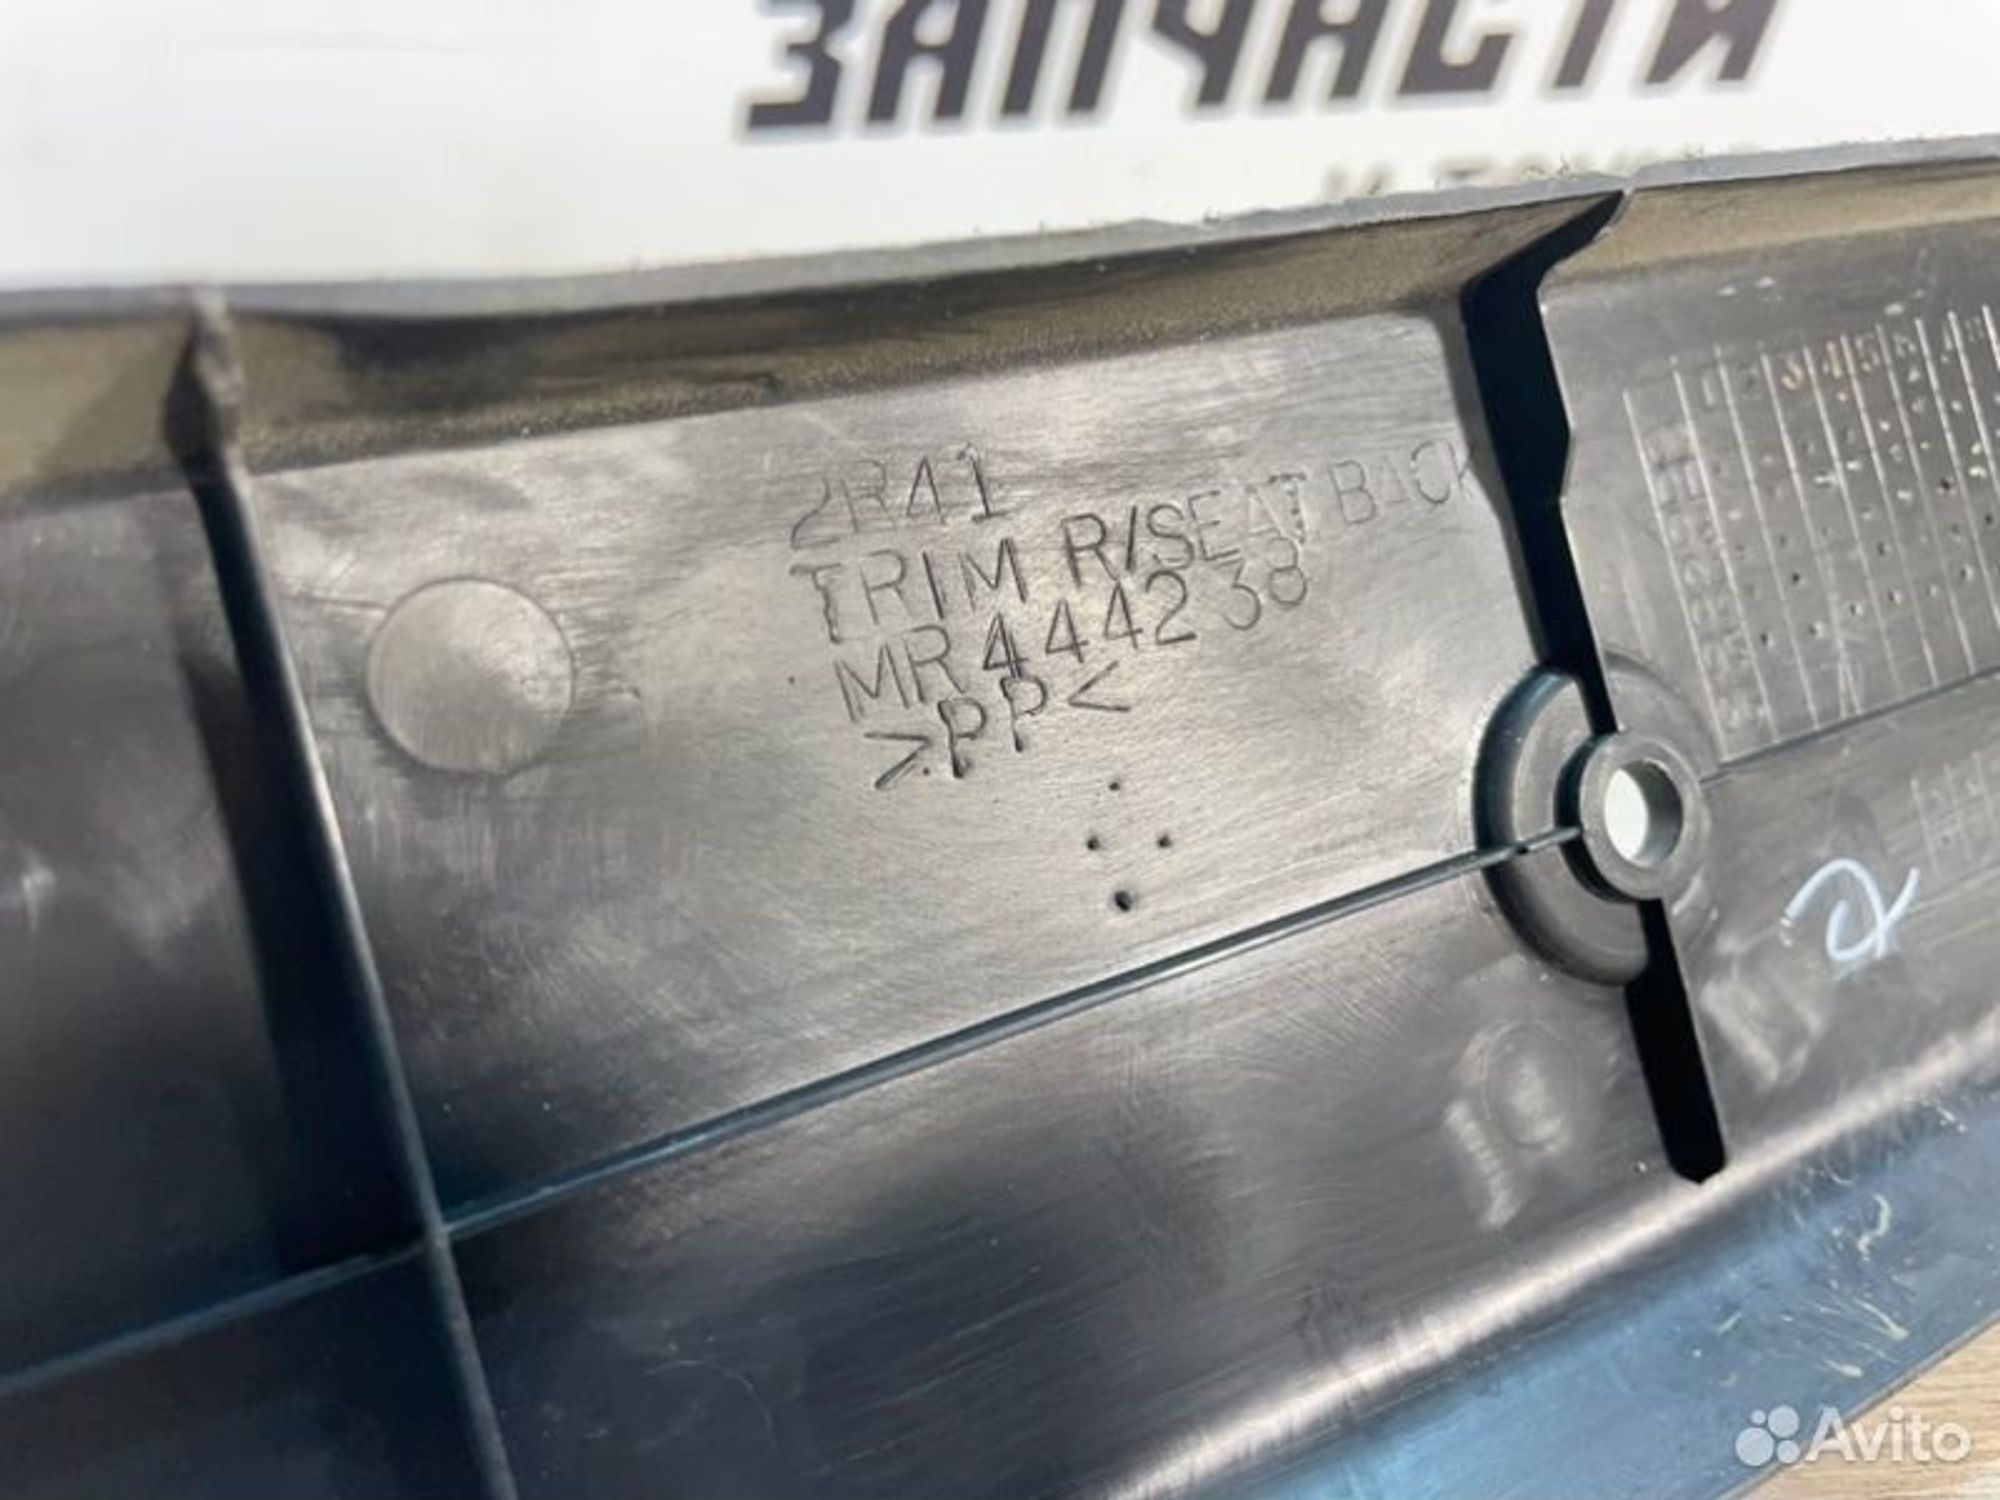 ЗАПЧАСТИ
2R41
TRIM R/SEAT BACK
MR444238
>PP<
Avito